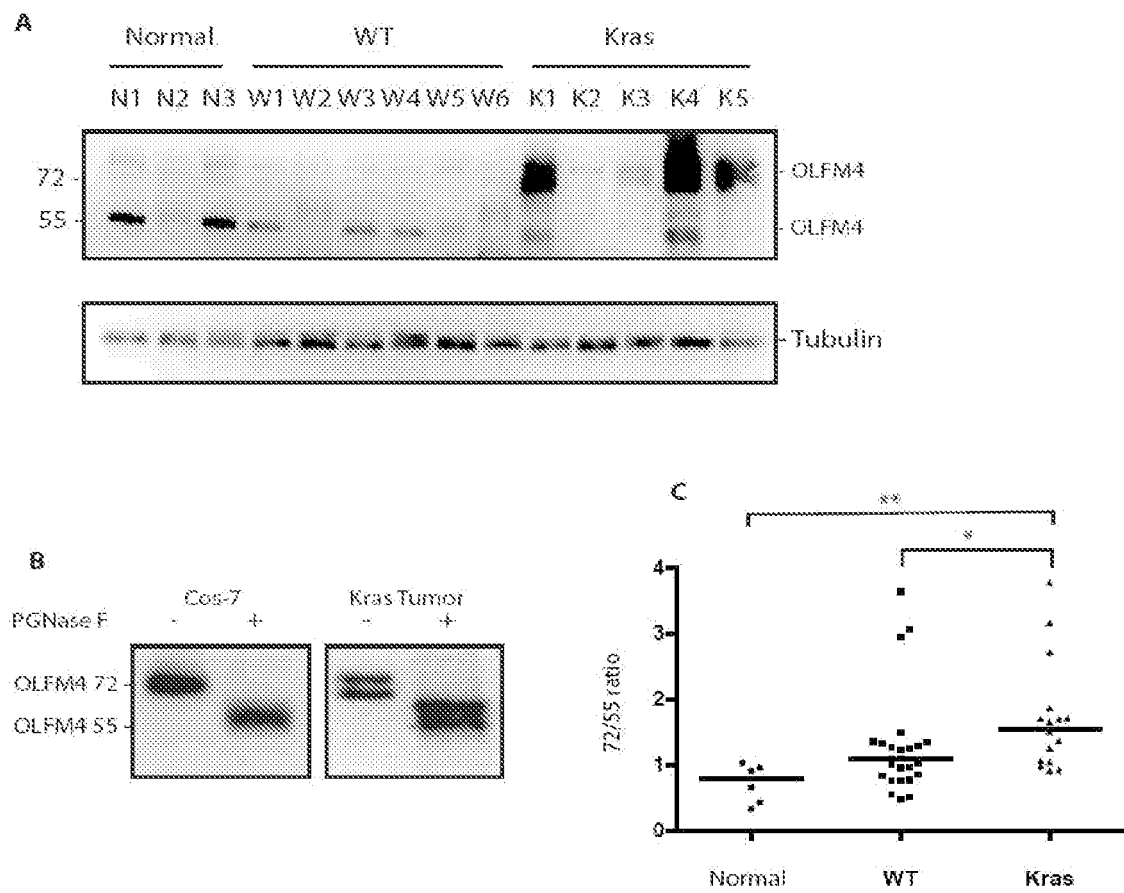 A
Normal WT Kras
N1 N2 N3 W1 W2 W3 W4 W5 W6 K1 K2 K3 K4 K5
72 - - OLFM4
55 - - OLFM4
- Tubulin
B
Cos-7 Kras Tumor
PGNase F - + - +
OLFM4 72 -
OLFM4 55 -
C
**
*
4
3
2
1
0
72/55 ratio
Normal WT Kras